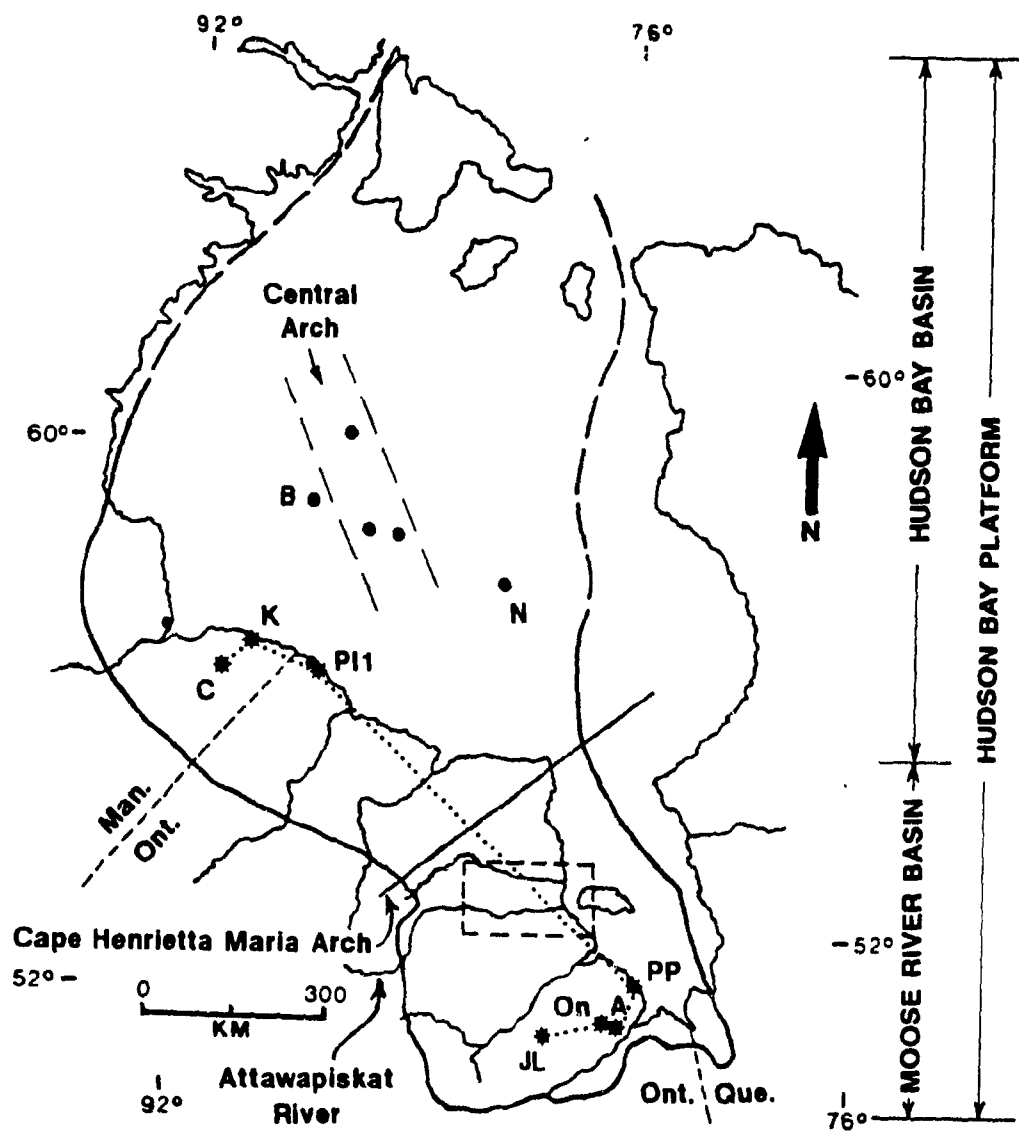 92°
76°
Central
Arch
60°
60°
B
N
N
K
PI1
C
Man.
Ont.
Cape Henrietta Maria Arch
52°
52°
0
300
KM
PP
On
A
JL
Attawapiskat
River
92°
Ont. Que.
76°
HUDSON BAY BASIN
MOOSE RIVER BASIN
HUDSON BAY PLATFORM